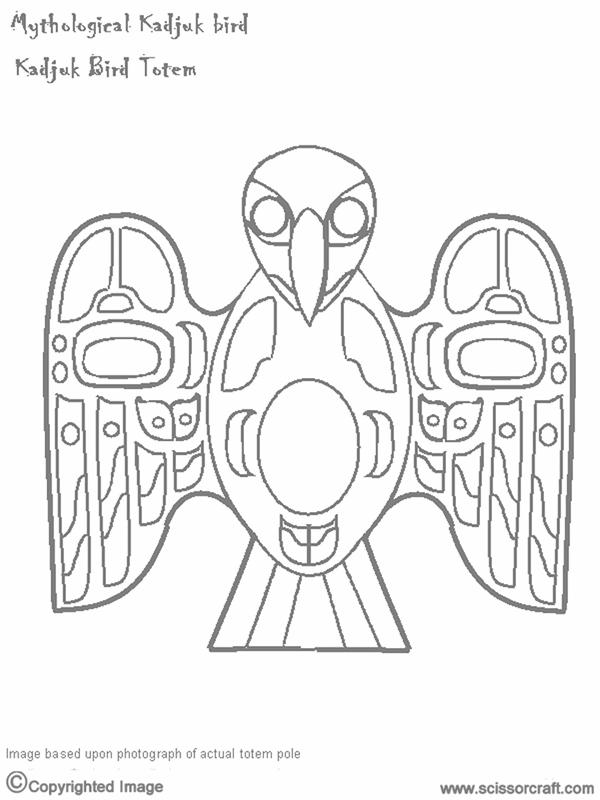 Mythological Kadjuk bird
Kadjuk Bird Totem
Image based upon photograph of actual totem pole
©Copyrighted Image
www.scissorcraft.com